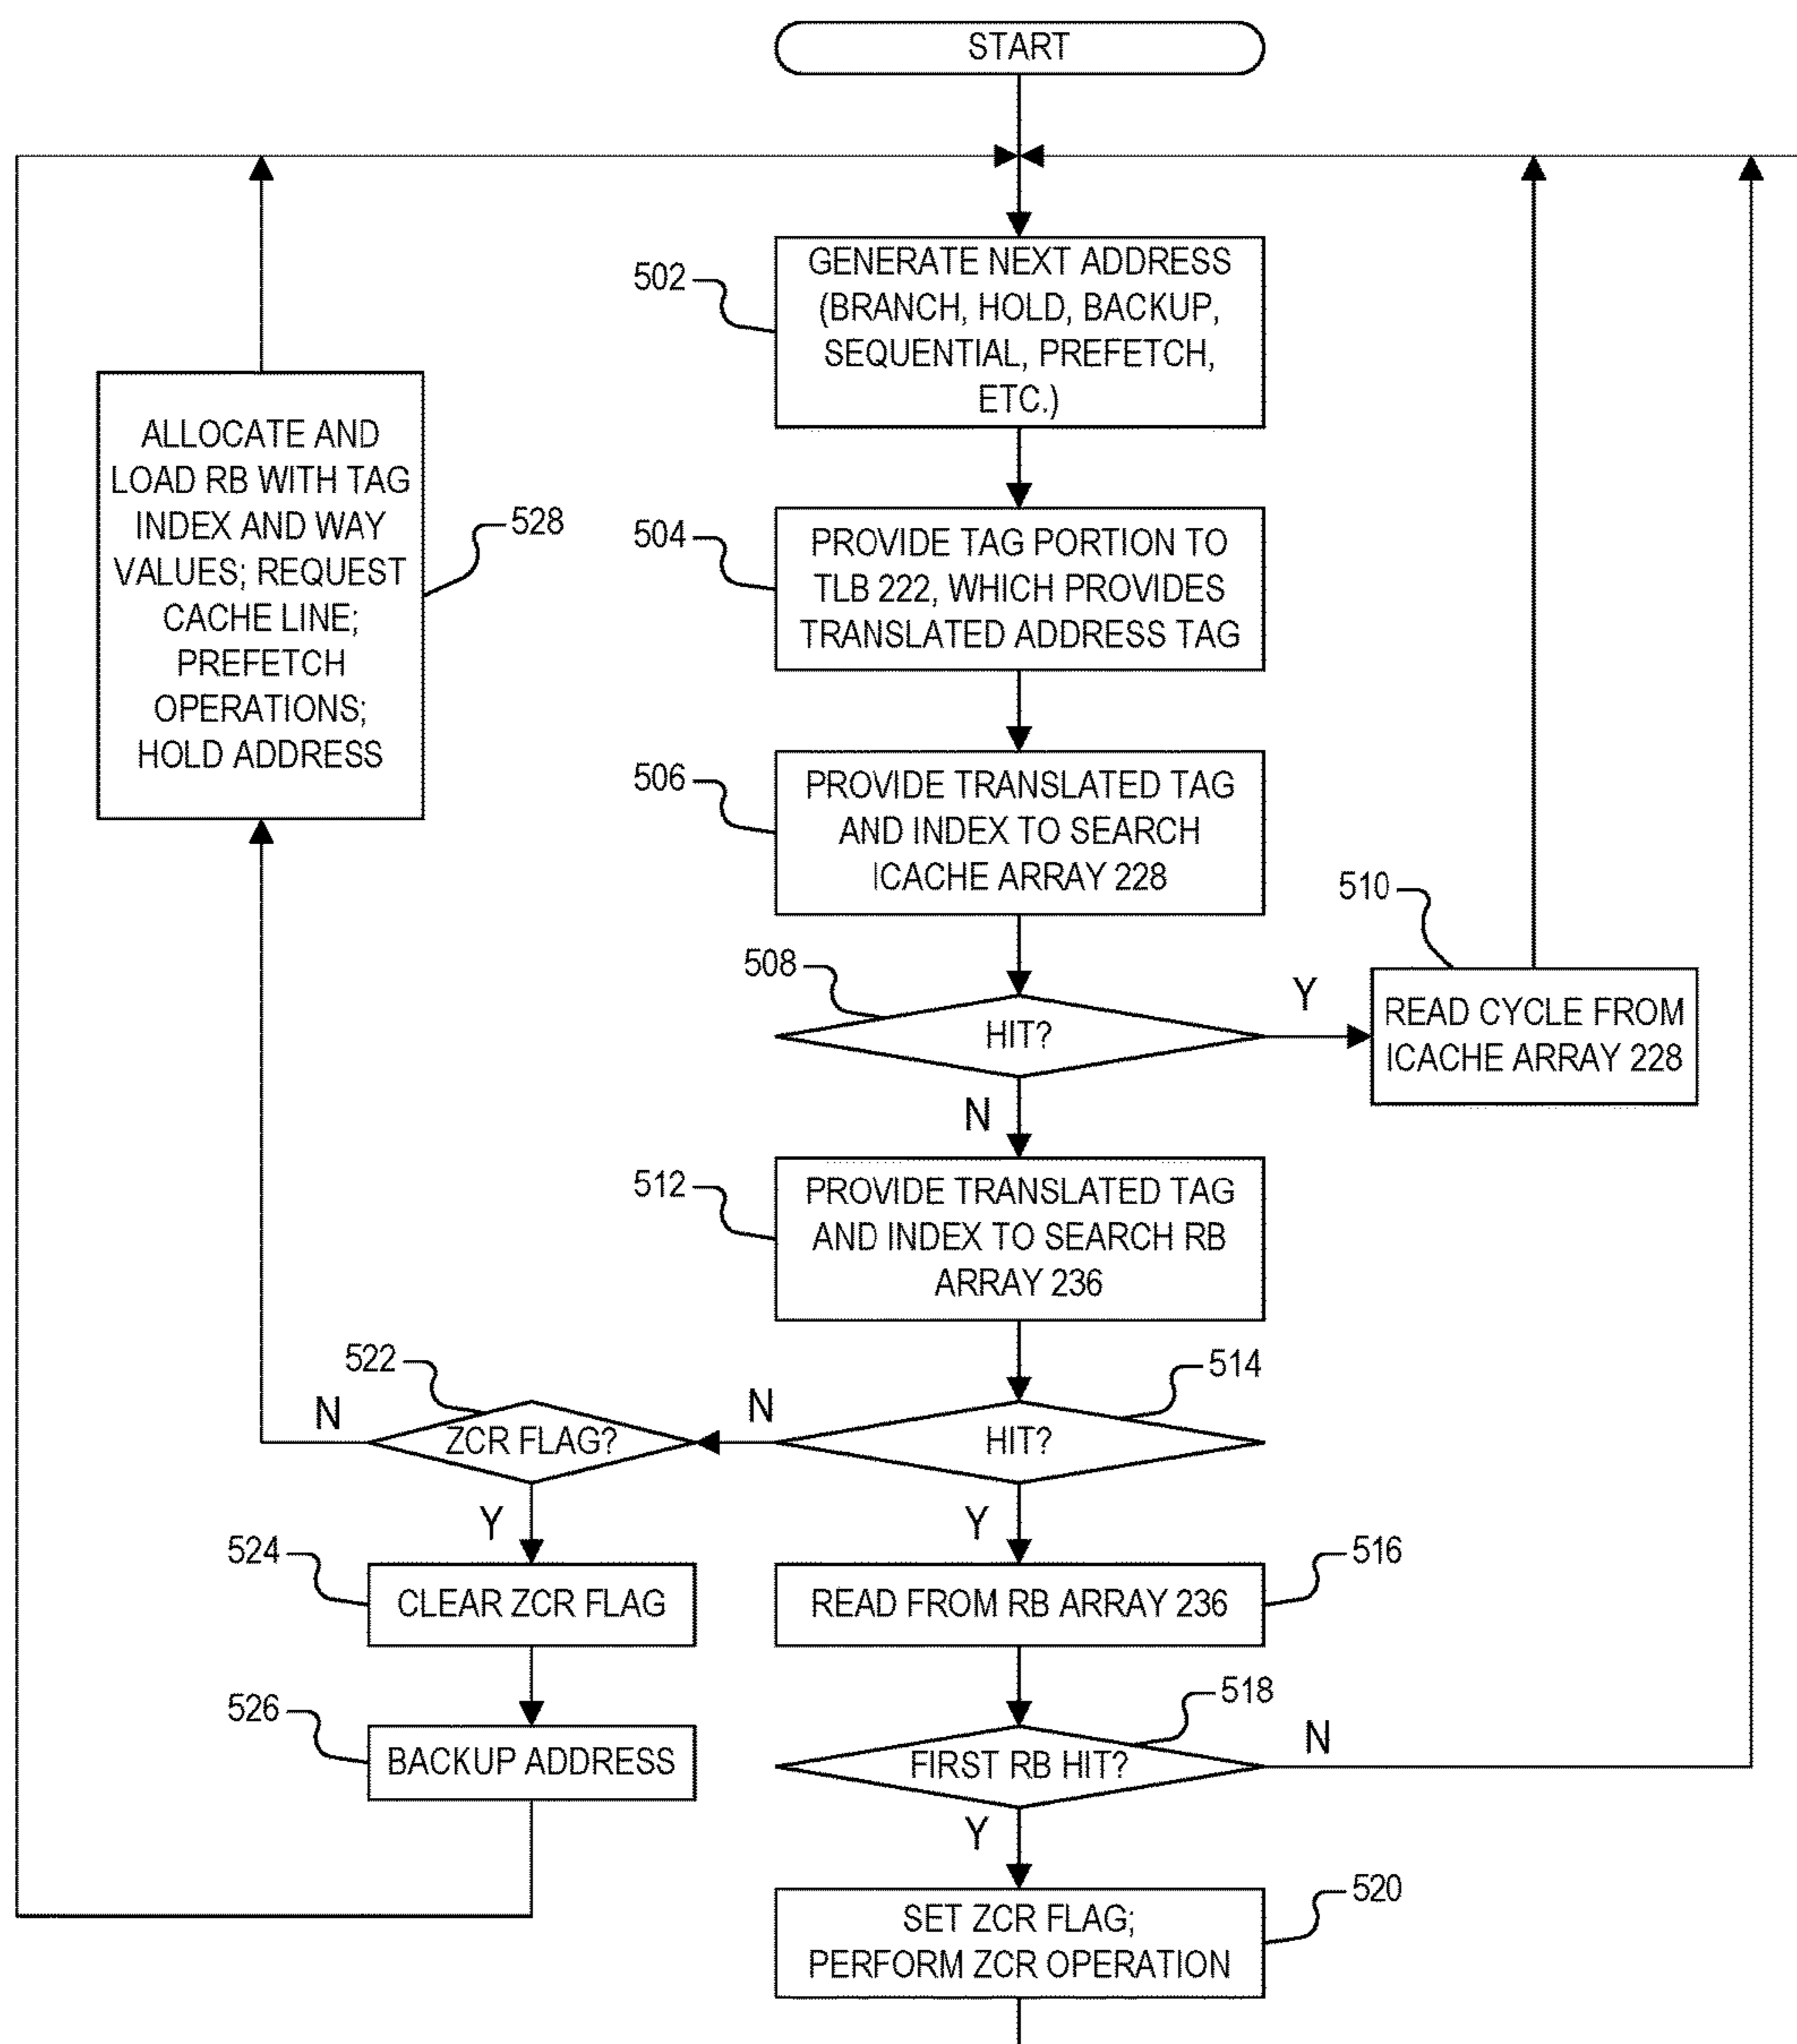 START
502
GENERATE NEXT ADDRESS
(BRANCH, HOLD, BACKUP,
SEQUENTIAL, PREFETCH,
ETC.)
ALLOCATE AND
LOAD RB WITH TAG
INDEX AND WAY
VALUES; REQUEST
CACHE LINE;
PREFETCH
OPERATIONS;
HOLD ADDRESS
528
504
PROVIDE TAG PORTION TO
TLB 222, WHICH PROVIDES
TRANSLATED ADDRESS TAG
506
PROVIDE TRANSLATED TAG
AND INDEX TO SEARCH
ICACHE ARRAY 228
508
HIT?
Y
510
READ CYCLE FROM
ICACHE ARRAY 228
N
512
PROVIDE TRANSLATED TAG
AND INDEX TO SEARCH RB
ARRAY 236
514
HIT?
N
522
ZCR FLAG?
N
Y
Y
524
CLEAR ZCR FLAG
516
READ FROM RB ARRAY 236
526
BACKUP ADDRESS
518
FIRST RB HIT?
N
Y
520
SET ZCR FLAG;
PERFORM ZCR OPERATION